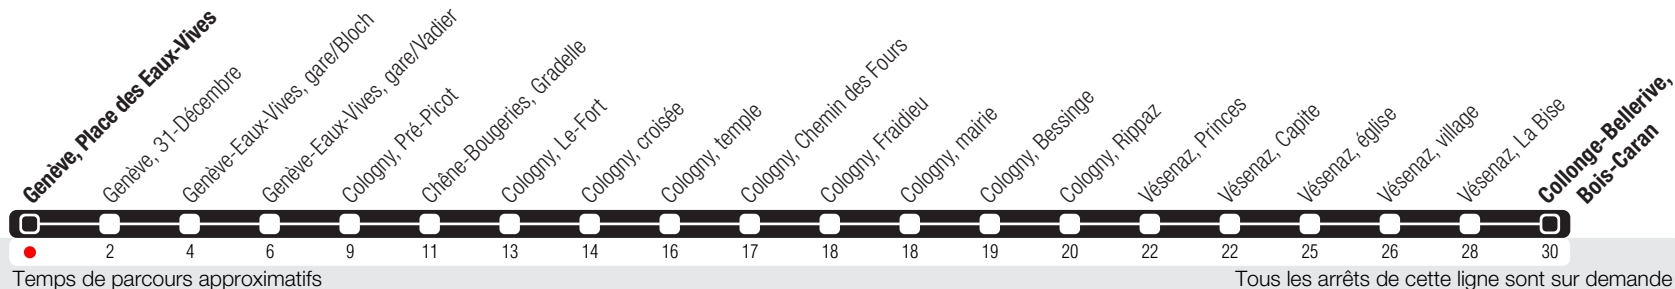 Genève, Place des Eaux-Vives
Genève, 31-Décembre
Genève-Eaux-Vives, gare/Bloch
Genève-Eaux-Vives, gare/Vadier
Cologny, Pré-Picot
Chêne-Bougeries, Gradelle
Cologny, Le-Fort
Cologny, croisée
Cologny, temple
Cologny, Chemin des Fours
Cologny, Fraidieu
Cologny, mairie
Cologny, Bessinge
Cologny, Rippaz
Vésenaz, Princes
Vésenaz, Capite
Vésenaz, église
Vésenaz, village
Vésenaz, La Bise
Collonge-Bellerive,
Bois-Caran
2 4 6 9 11 13 14 16 17 18 18 19 20 22 22 25 26 28 30
Temps de parcours approximatifs
Tous les arrêts de cette ligne sont sur demande